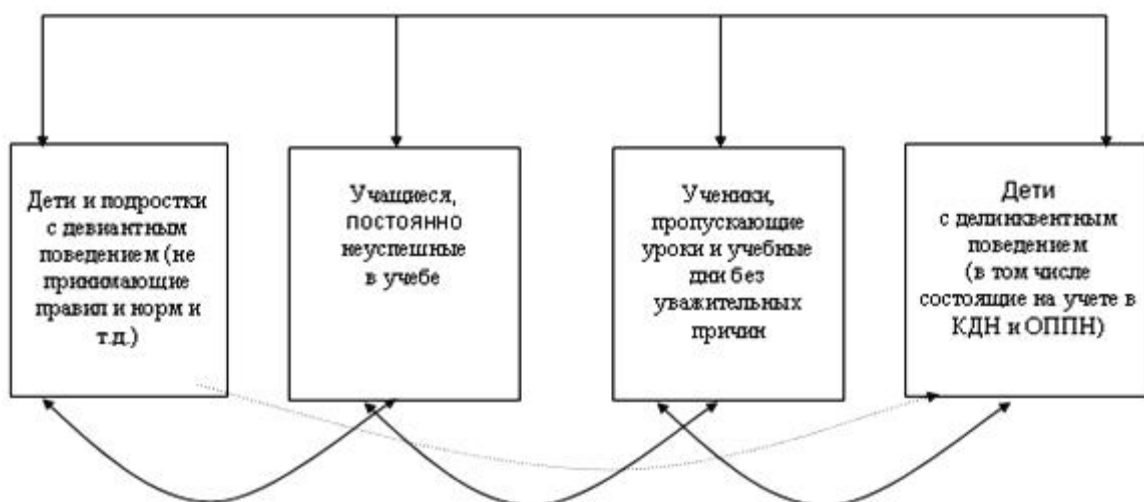 Дети и подростки
с девиантным
поведением (не
принимающие
правил и норм и
т.д.)
Учащиеся,
постоянно
неуспешные
в учебе
Ученики,
пропускающие
уроки и учебные
дни без
уважительных
причин
Дети
с делинквентным
поведением
(в том числе
состоящие на учете в
КДН и ОППН)